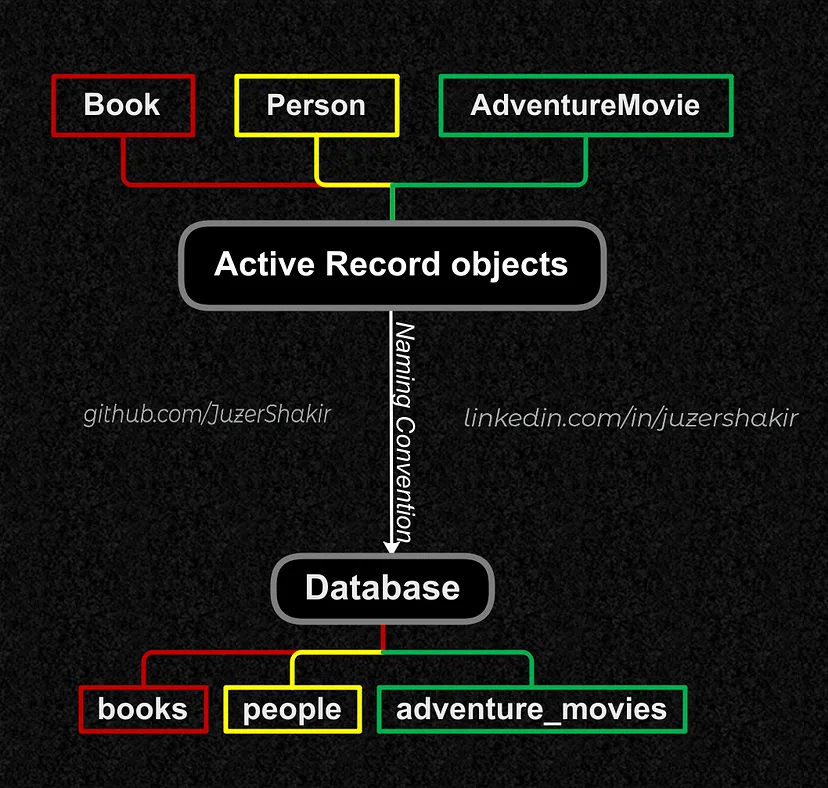 Book
Person
AdventureMovie
Active Record objects
Naming Convention
github.com/JuzerShakir
linkedin.com/in/juzershakir
Database
books
people
adventure_movies